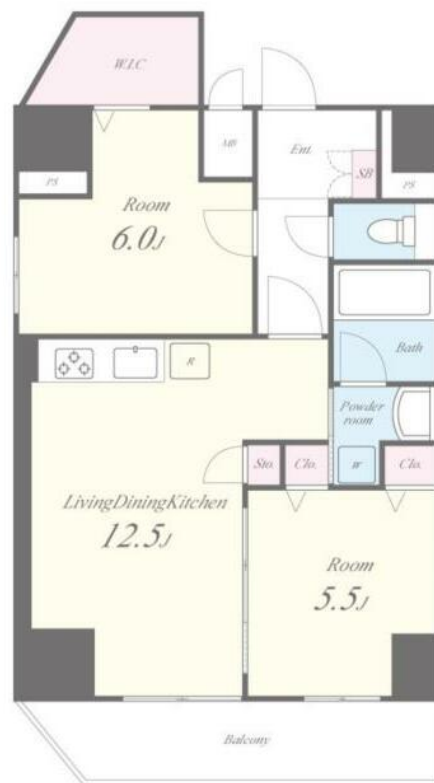 W.I.C
MB
Ent.
SB
PS
PS
Room
6.0J
Bath
R
Powder
room
Sto.
Clo.
W
Clo.
LivingDiningKitchen
12.5J
Room
5.5J
Balcony